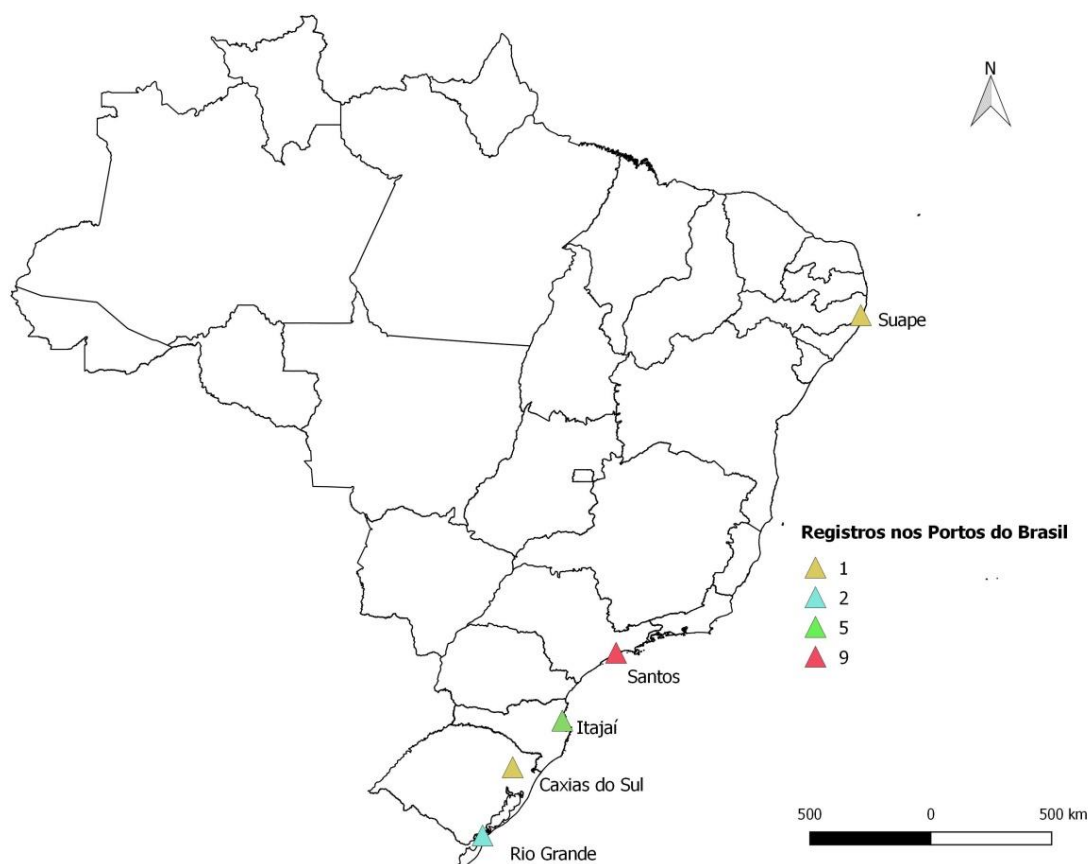 N
Suape
Registros nos Portos do Brasil
1
2
5
9
Santos
Itajaí
Caxias do Sul
Rio Grande
500 0 500 km